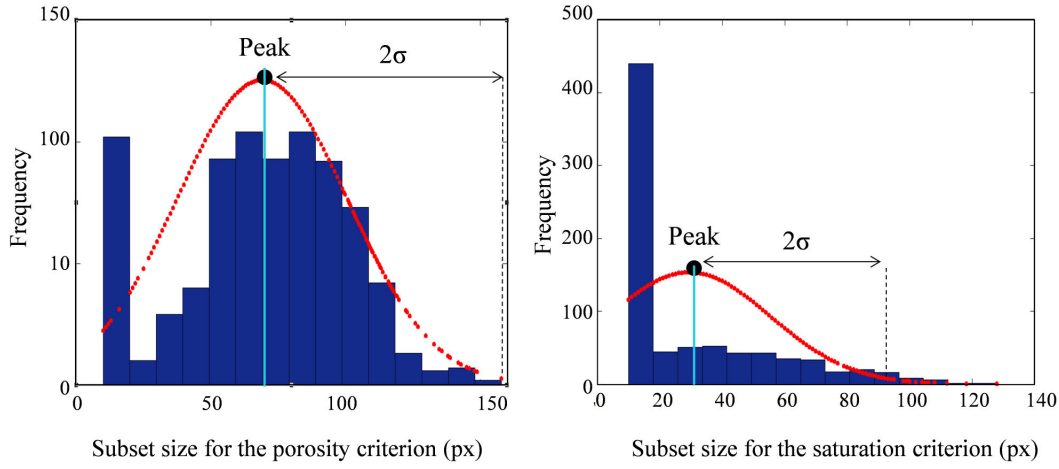 150
100
10
0
Frequency
Peak
2σ
0
50
100
150
Subset size for the porosity criterion (px)
500
400
300
200
100
0
Frequency
Peak
2σ
0
20
40
60
80
100
120
140
Subset size for the saturation criterion (px)